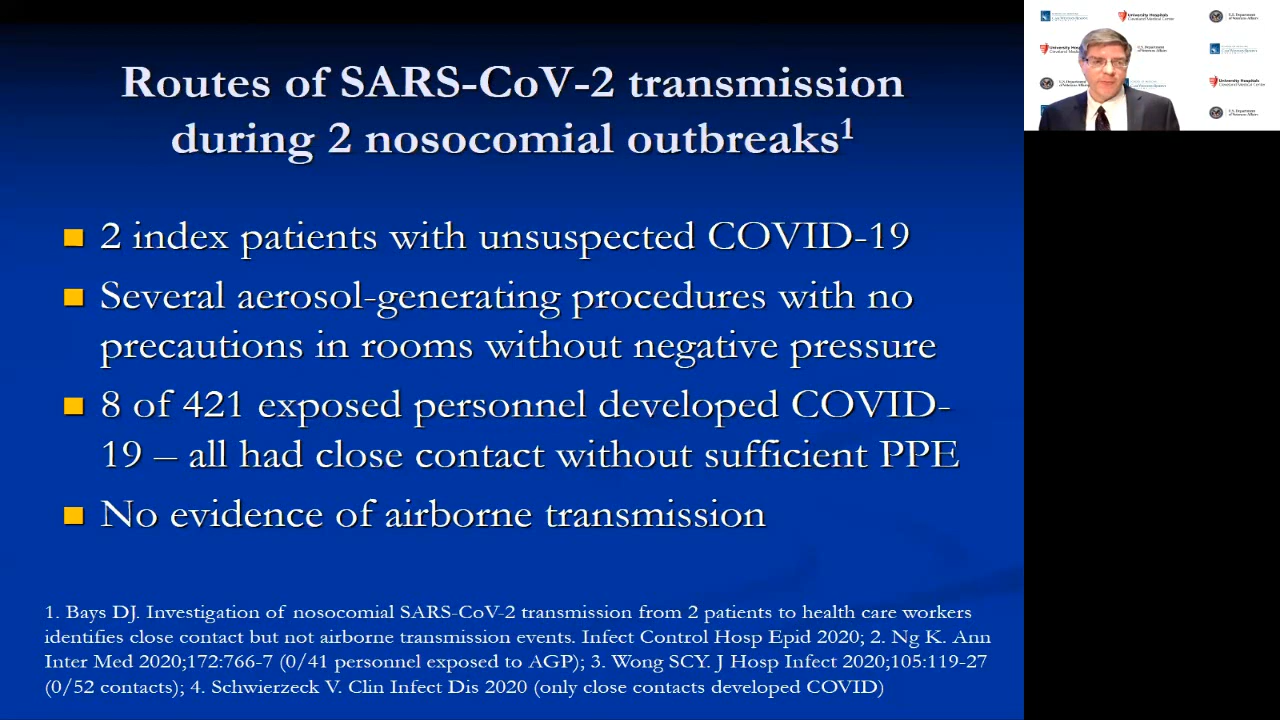 Routes of SARS-CoV-2 transmission
during 2 nosocomial outbreaks¹
2 index patients with unsuspected COVID-19
Several aerosol-generating procedures with no
precautions in rooms without negative pressure
8 of 421 exposed personnel developed COVID-
19 – all had close contact without sufficient PPE
No evidence of airborne transmission
1. Bays DJ. Investigation of nosocomial SARS-CoV-2 transmission from 2 patients to health care workers
identifies close contact but not airborne transmission events. Infect Control Hosp Epid 2020; 2. Ng K. Ann
Inter Med 2020;172:766-7 (0/41 personnel exposed to AGP); 3. Wong SCY. J Hosp Infect 2020;105:119-27
(0/52 contacts); 4. Schwierzeck V. Clin Infect Dis 2020 (only close contacts developed COVID)
University Hospitals
Cleveland Medical Center
University Hospitals
Cleveland Medical Center